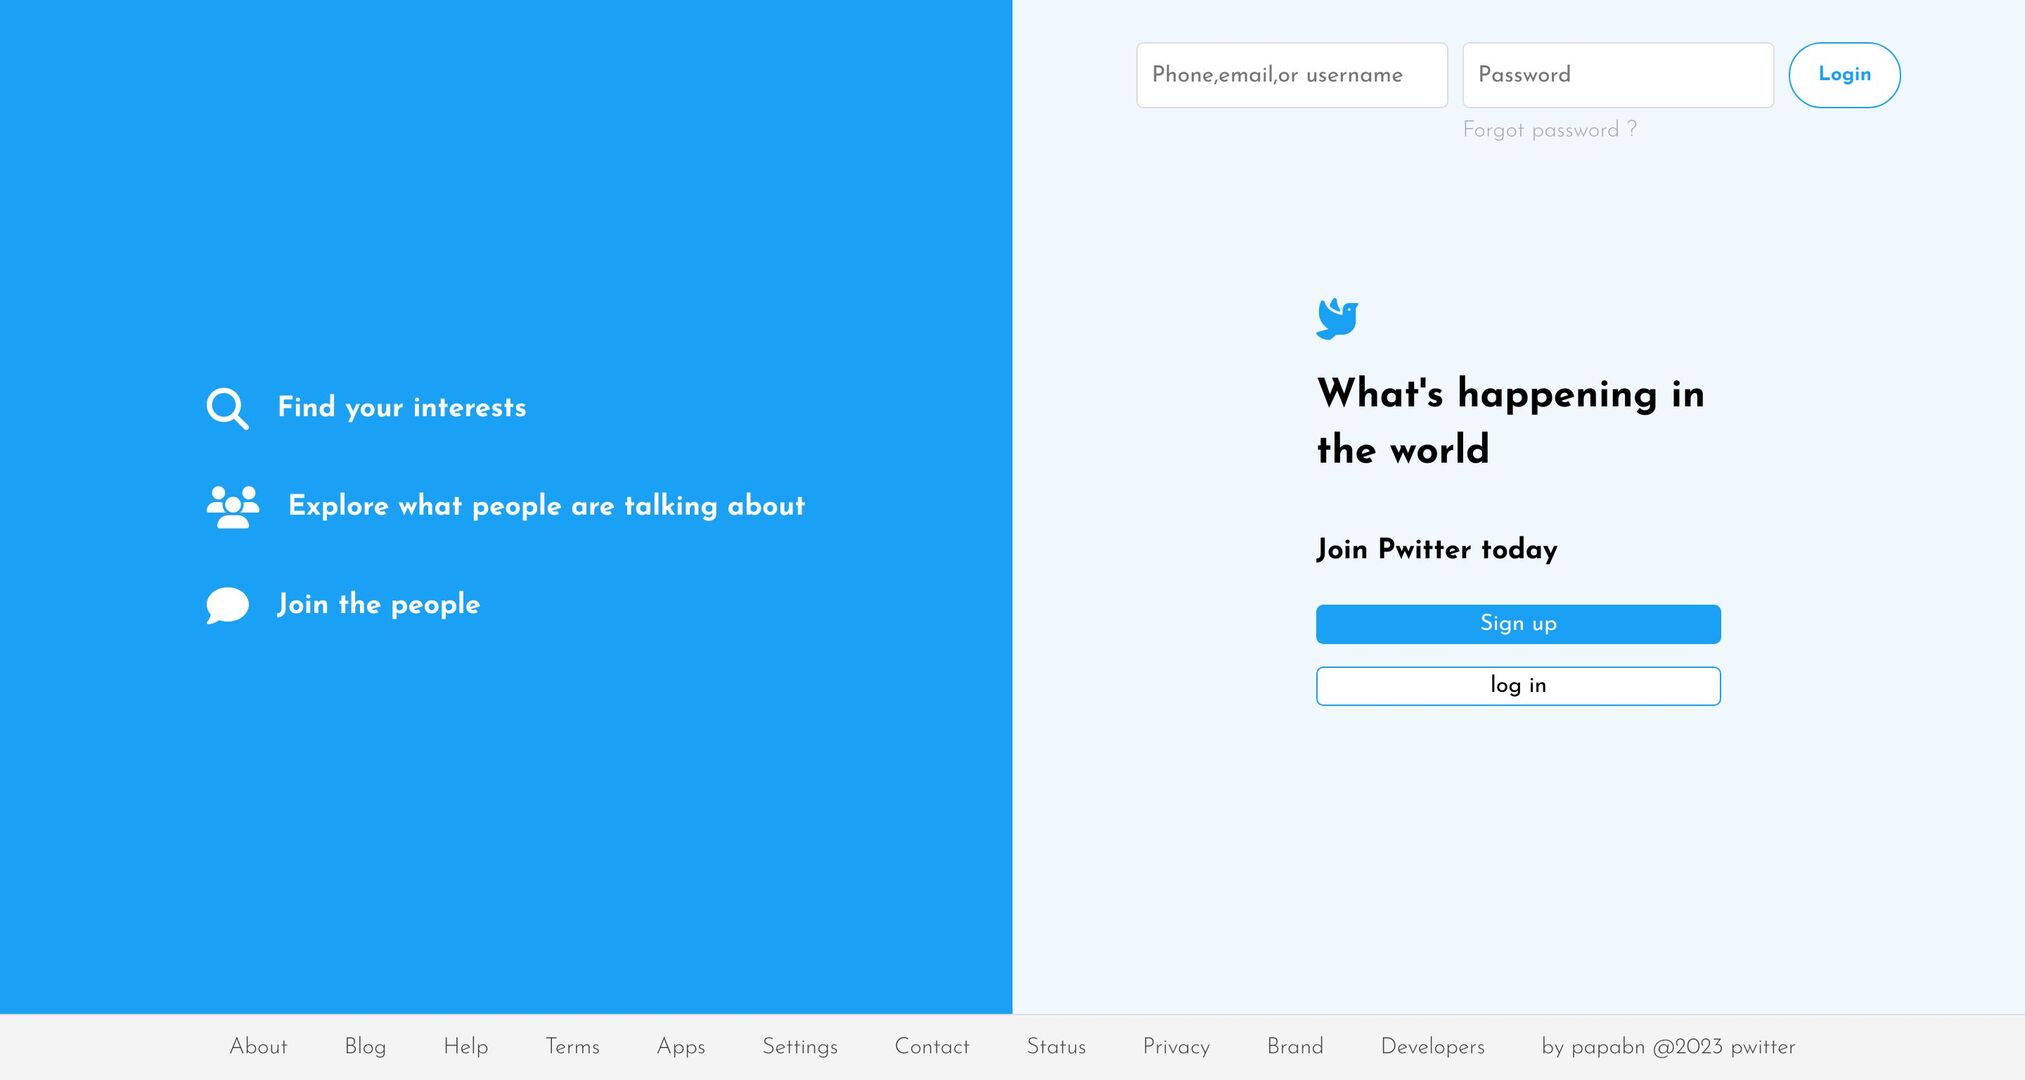 Phone,email,or username
Password
Login
Forgot password ?
Find your interests
Explore what people are talking about
Join the people
What's happening in
the world
Join Pwitter today
Sign up
log in
About Blog Help Terms Apps Settings Contact Status Privacy Brand Developers by papabn @2023 pwitter